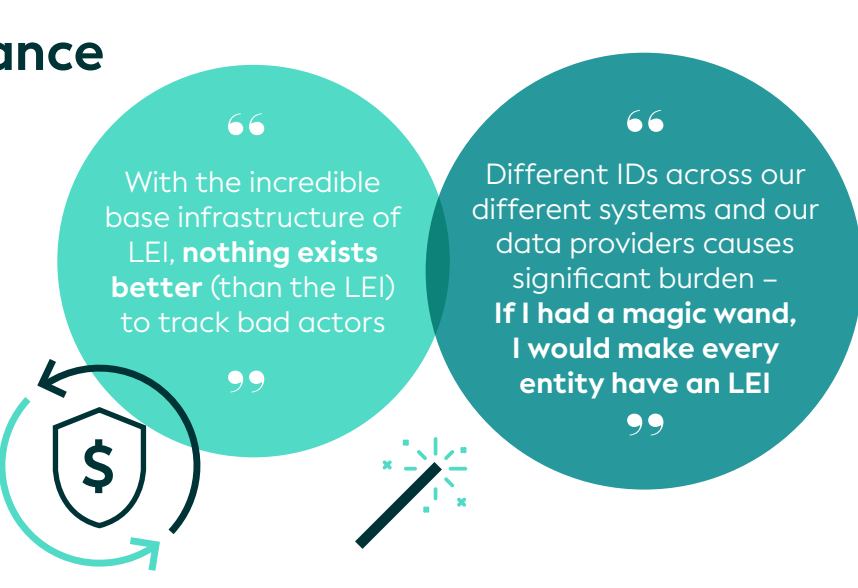 ance
“
With the incredible
base infrastructure of
LEI, nothing exists
better (than the LEI)
to track bad actors
”
“
Different IDs across our
different systems and our
data providers causes
significant burden –
If I had a magic wand,
I would make every
entity have an LEI
”
$